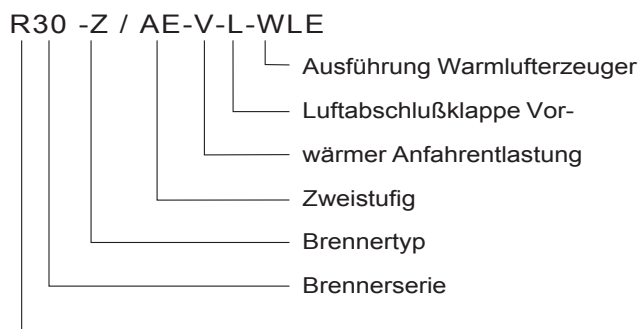 R30 -Z / AE-V-L-WLE
Ausführung Warmlufterzeuger
Luftabschlußklappe Vor-
wärmer Anfahrentlastung
Zweistufig
Brennertyp
Brennerserie